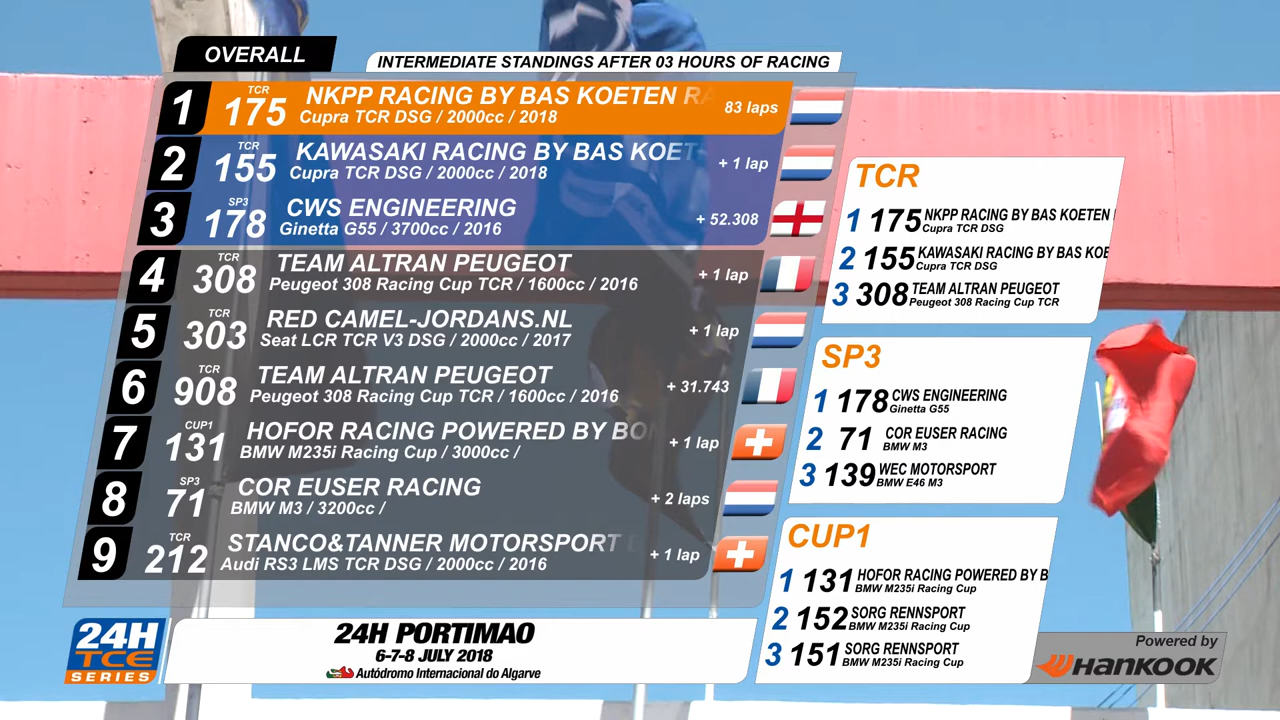 OVERALL
INTERMEDIATE STANDINGS AFTER 03 HOURS OF RACING
1 TCR 175 NKPP RACING BY BAS KOETEN RA 83 laps
Cupra TCR DSG / 2000cc / 2018
2 TCR 155 KAWASAKI RACING BY BAS KOET + 1 lap
Cupra TCR DSG / 2000cc / 2018
3 SP3 178 CWS ENGINEERING + 52.308
Ginetta G55 / 3700cc / 2016
4 TCR 308 TEAM ALTRAN PEUGEOT + 1 lap
Peugeot 308 Racing Cup TCR / 1600cc / 2016
5 TCR 303 RED CAMEL-JORDANS.NL + 1 lap
Seat LCR TCR V3 DSG / 2000cc / 2017
6 TCR 908 TEAM ALTRAN PEUGEOT + 31.743
Peugeot 308 Racing Cup TCR / 1600cc / 2016
7 CUP1 131 HOFOR RACING POWERED BY BON + 1 lap
BMW M235i Racing Cup / 3000cc /
8 SP3 71 COR EUSER RACING + 2 laps
BMW M3 / 3200cc /
9 TCR 212 STANCO&TANNER MOTORSPORT + 1 lap
Audi RS3 LMS TCR DSG / 2000cc / 2016
TCR
1 175 NKPP RACING BY BAS KOETEN
Cupra TCR DSG
2 155 KAWASAKI RACING BY BAS KOE
Cupra TCR DSG
3 308 TEAM ALTRAN PEUGEOT
Peugeot 308 Racing Cup TCR
SP3
1 178 CWS ENGINEERING
Ginetta G55
2 71 COR EUSER RACING
BMW M3
3 139 WEC MOTORSPORT
BMW E46 M3
CUP1
1 131 HOFOR RACING POWERED BY B
BMW M235i Racing Cup
2 152 SORG RENNSPORT
BMW M235i Racing Cup
3 151 SORG RENNSPORT
BMW M235i Racing Cup
24H
TCE
SERIES
24H PORTIMAO
6-7-8 JULY 2018
Autódromo Internacional do Algarve
Powered by
HANKOOK